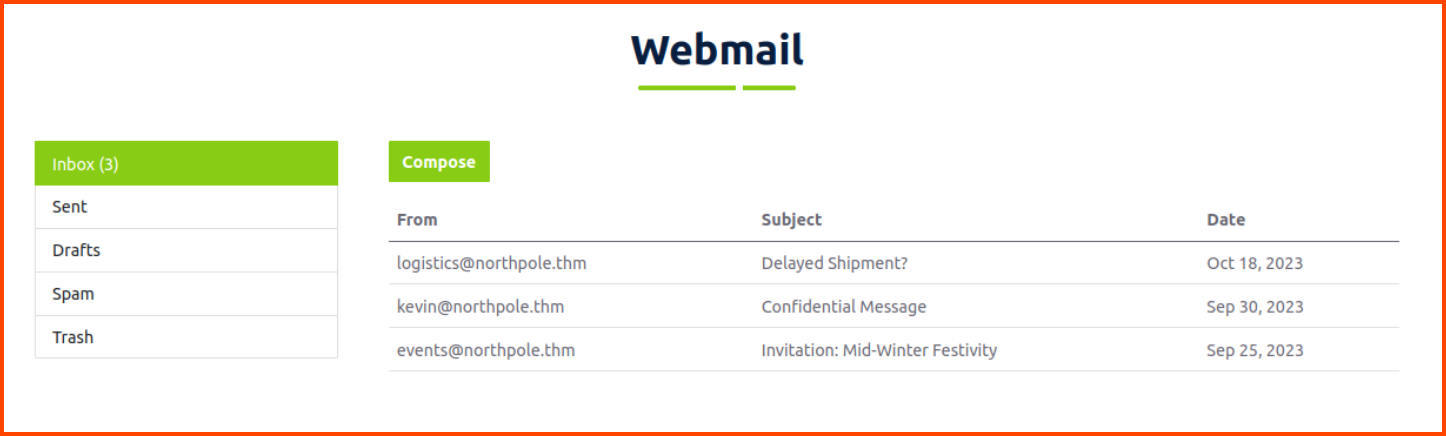 Webmail
Inbox (3)
Sent
Drafts
Spam
Trash
Compose
From Subject Date
logistics@northpole.thm Delayed Shipment? Oct 18, 2023
kevin@northpole.thm Confidential Message Sep 30, 2023
events@northpole.thm Invitation: Mid-Winter Festivity Sep 25, 2023